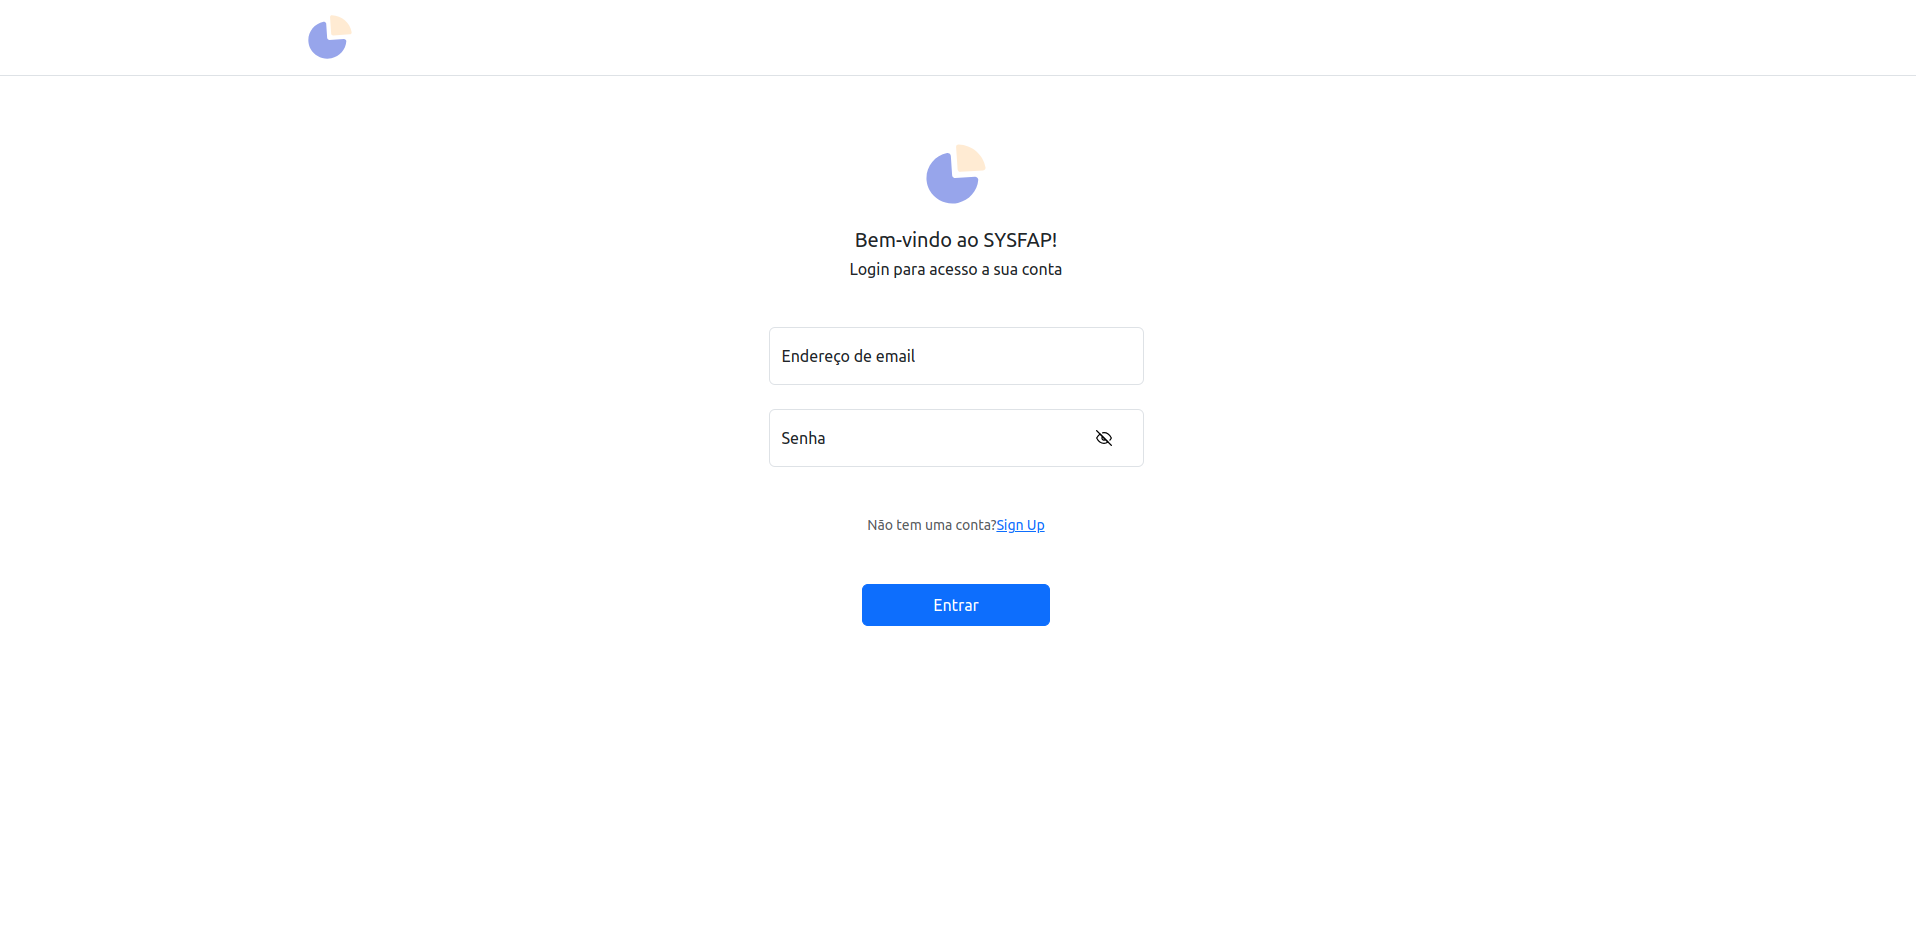 Bem-vindo ao SYSFAP!
Login para acesso a sua conta
Endereço de email
Senha
Não tem uma conta?Sign Up
Entrar